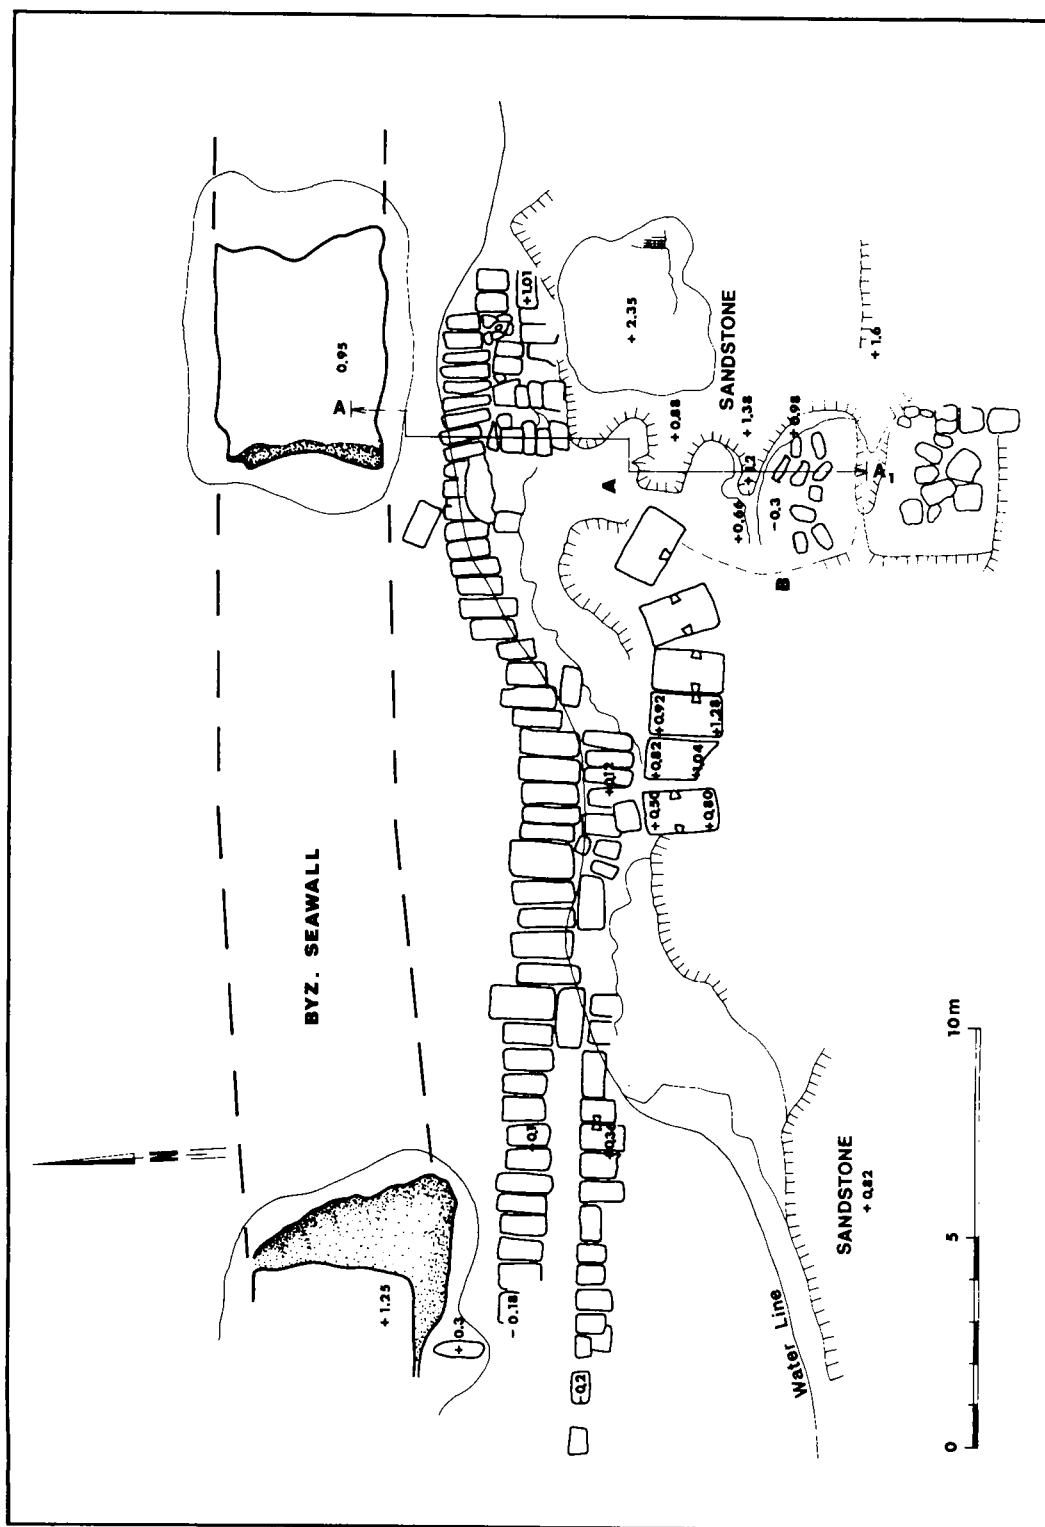 BYZ. SEAWALL
N
0.95
A
+1.01
+2.35
SANDSTONE
+0.88
+1.38
+0.98
A
+1.2
+0.66
-0.3
A1
+1.6
B
+0.92
+1.28
+0.82
+1.04
+0.12
+0.50
+0.80
+0.1
+0.36
+1.25
+0.3
-0.18
-0.2
Water Line
SANDSTONE
+0.82
0
5
10m